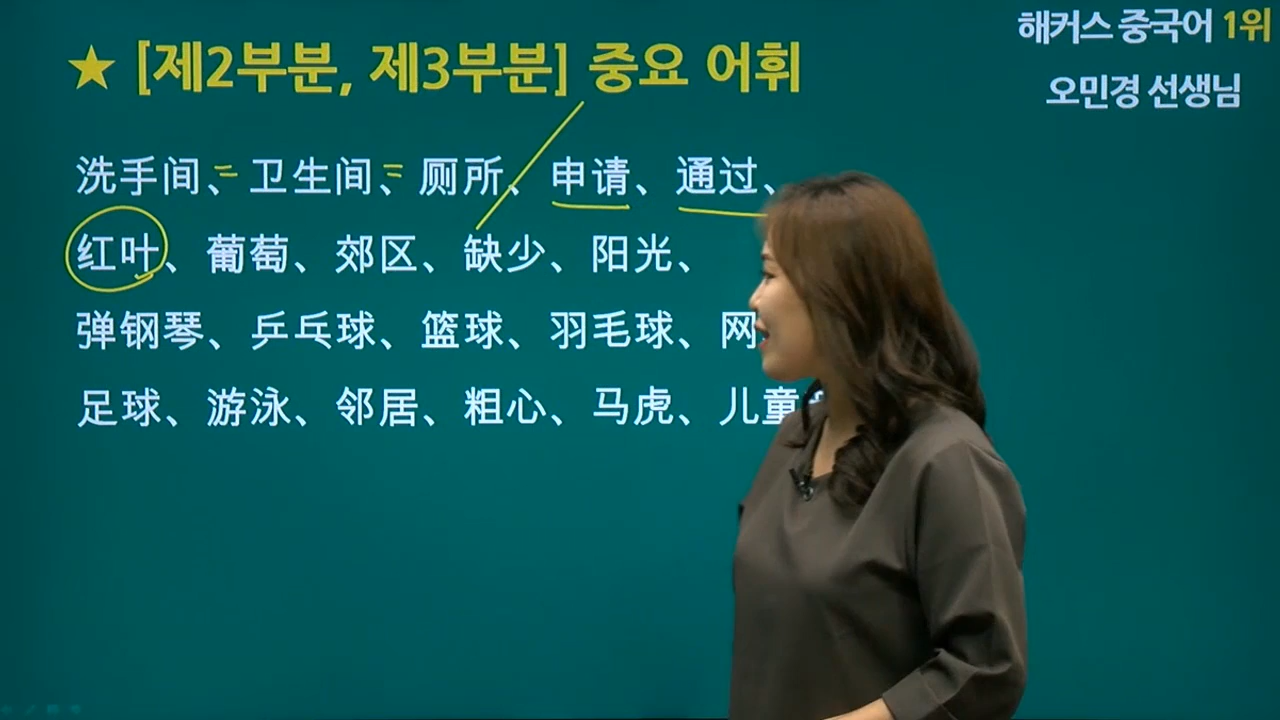 해커스 중국어 1위
오민경 선생님
★ [제2부분, 제3부분] 중요 어휘
洗手间、= 卫生间、= 厕所、申请、通过、
红叶、葡萄、郊区、缺少、阳光、
弹钢琴、乒乓球、篮球、羽毛球、网
足球、游泳、邻居、粗心、马虎、儿童